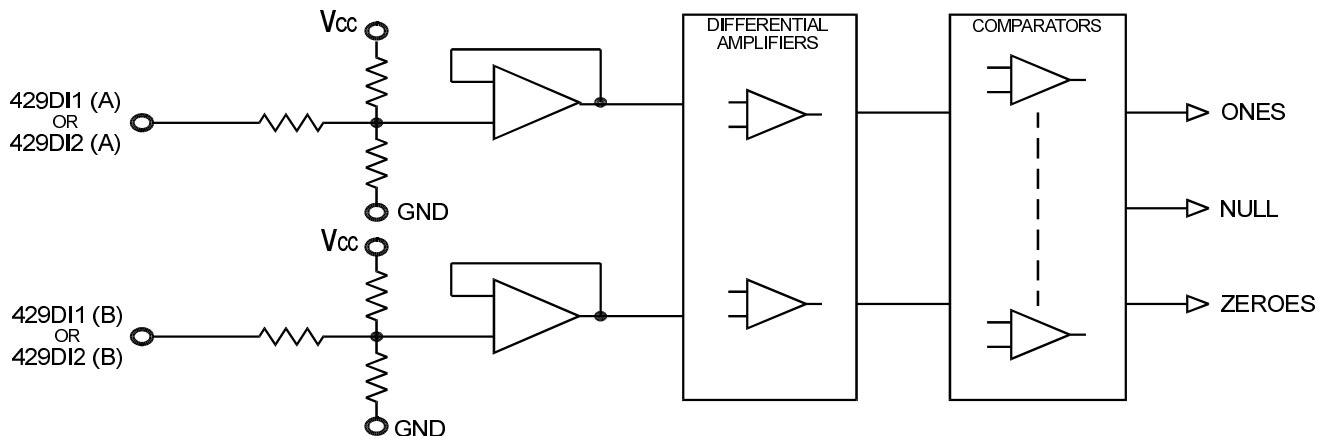 VCC
DIFFERENTIAL
AMPLIFIERS
COMPARATORS
429DI1 (A)
OR
429DI2 (A)
ONES
GND
NULL
VCC
429DI1 (B)
OR
429DI2 (B)
ZEROES
GND